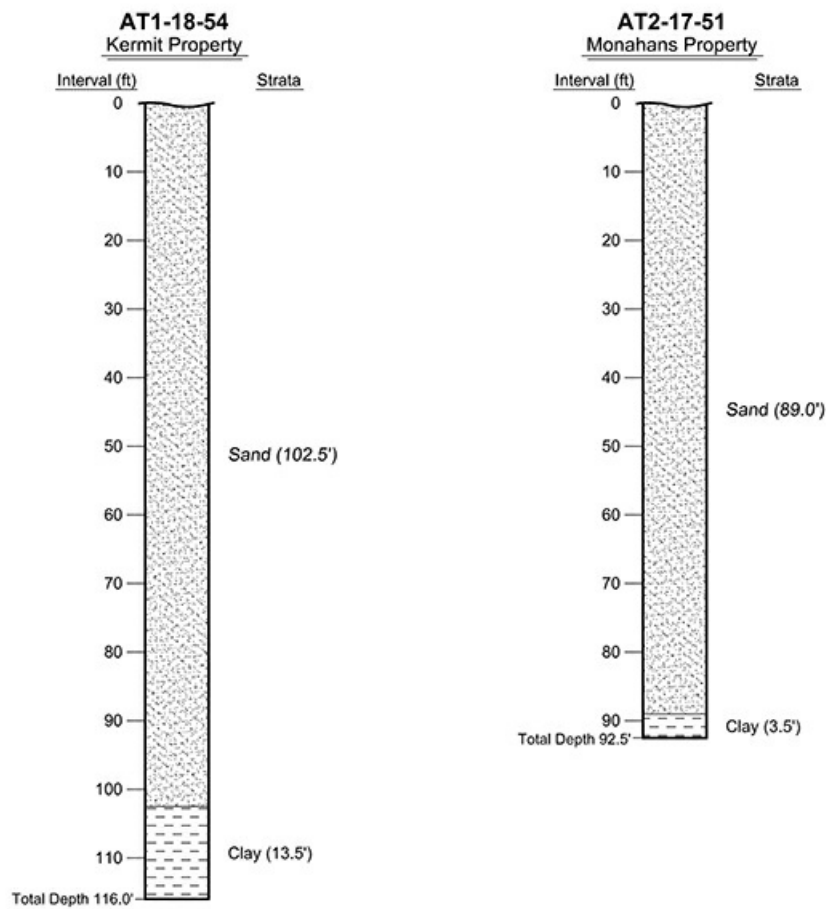 AT1-18-54
Kermit Property
Interval (ft) Strata
0
10
20
30
40
50
Sand (102.5')
60
70
80
90
100
Clay (13.5')
110
Total Depth 116.0'
AT2-17-51
Monahans Property
Interval (ft) Strata
0
10
20
30
40
Sand (89.0')
50
60
70
80
90
Clay (3.5')
Total Depth 92.5'